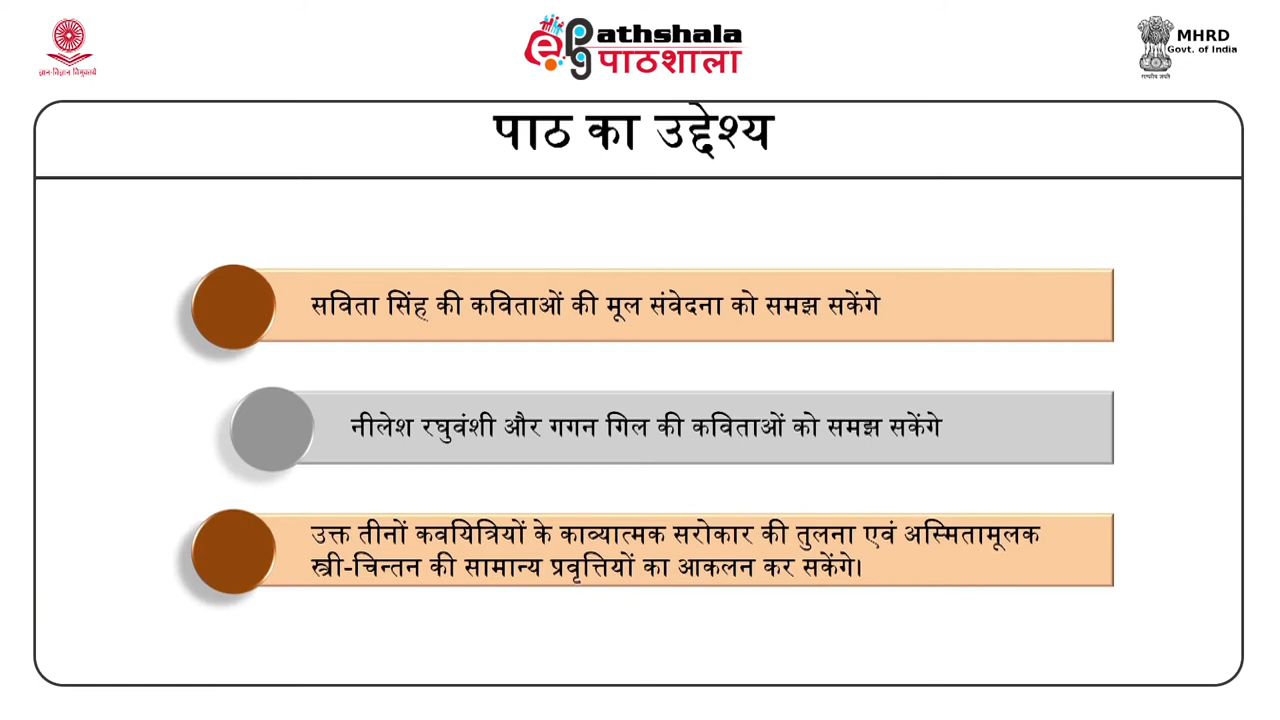 ज्ञान-विज्ञान विमुक्तये
athshala
पाठशाला
MHRD
Govt. of India
पाठ का उद्देश्य
सविता सिंह की कविताओं की मूल संवेदना को समझ सकेंगे
नीलेश रघुवंशी और गगन गिल की कविताओं को समझ सकेंगे
उक्त तीनों कवयित्रियों के काव्यात्मक सरोकार की तुलना एवं अस्मितामूलक
स्त्री-चिन्तन की सामान्य प्रवृत्तियों का आकलन कर सकेंगे।